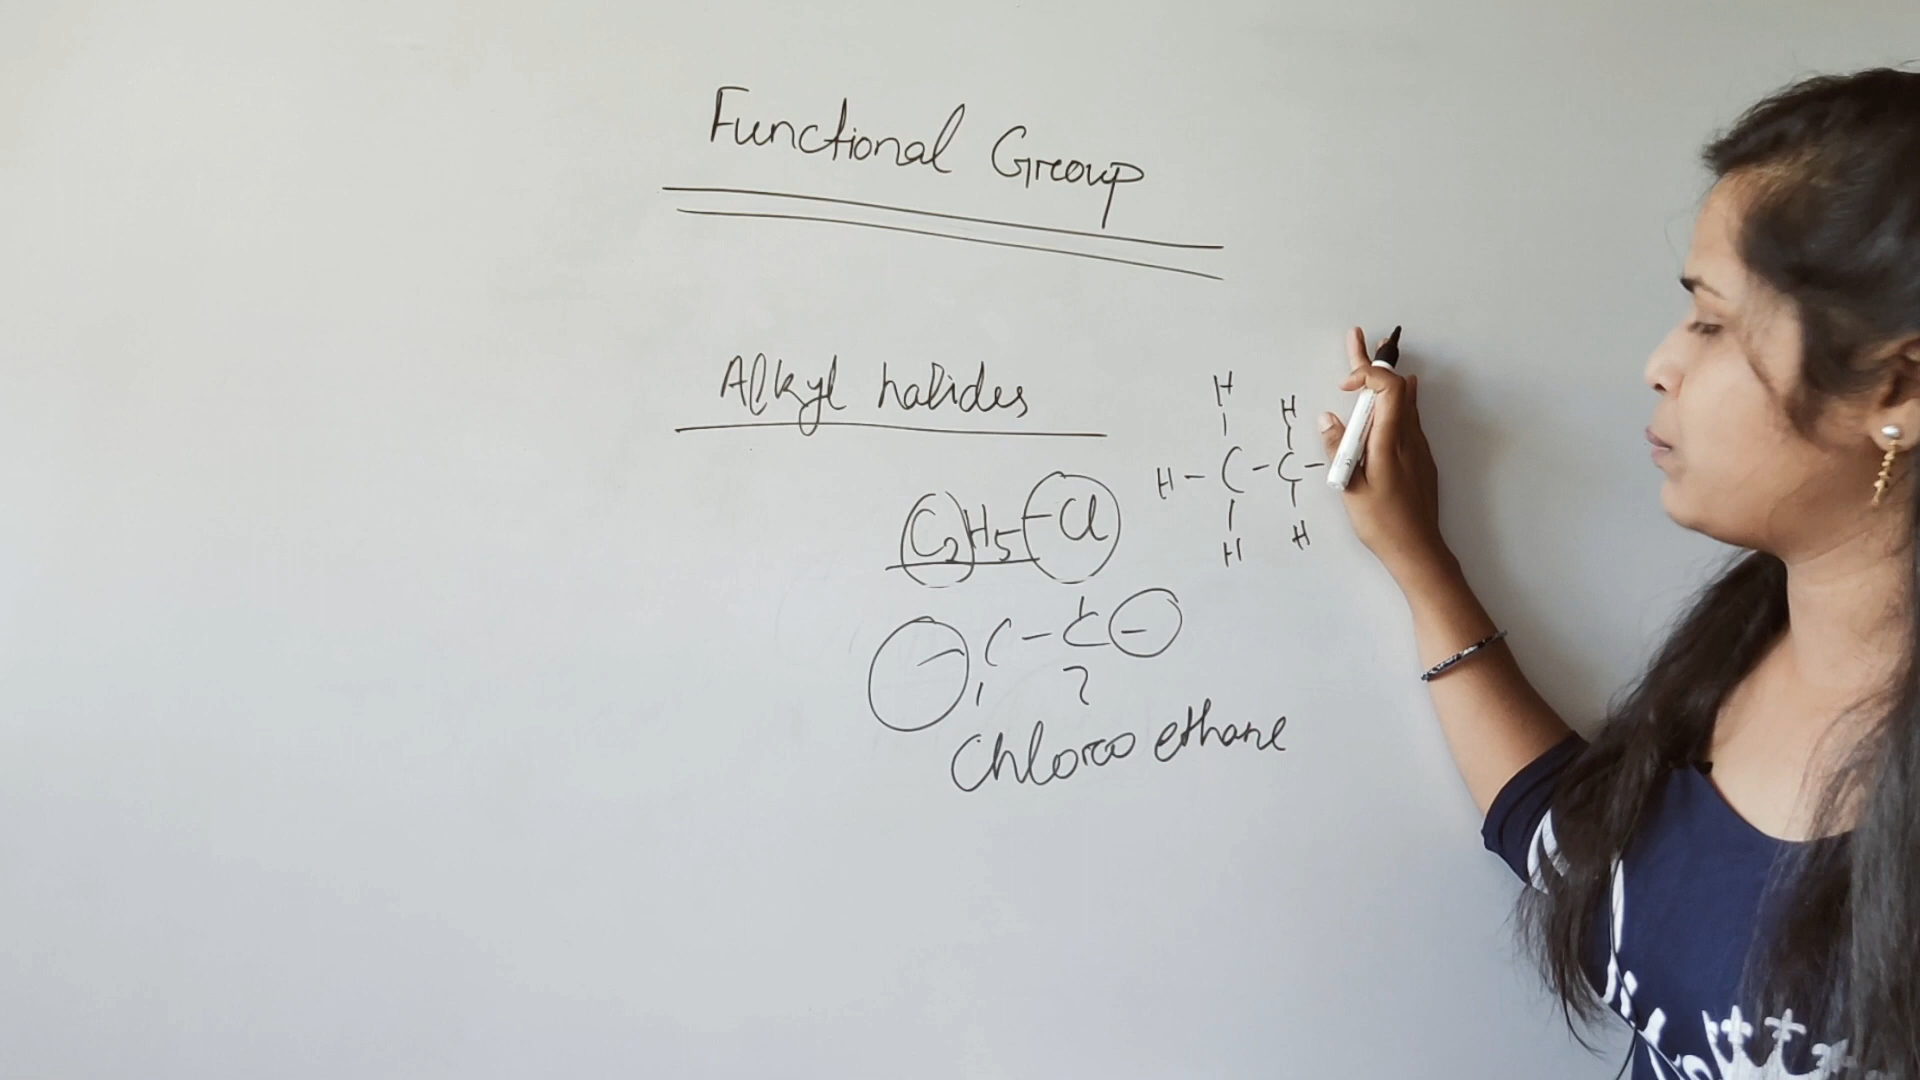 Functional Group
Alkyl halides
C2H5-Cl
H H
H-C-C-
H H
C-C
Chloro ethane